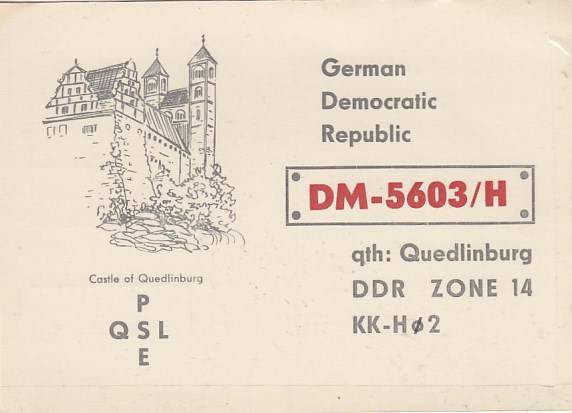 German
Democratic
Republic
DM-5603/H
qth: Quedlinburg
DDR ZONE 14
KK-Hø2
Castle of Quedlinburg
P
QSL
E